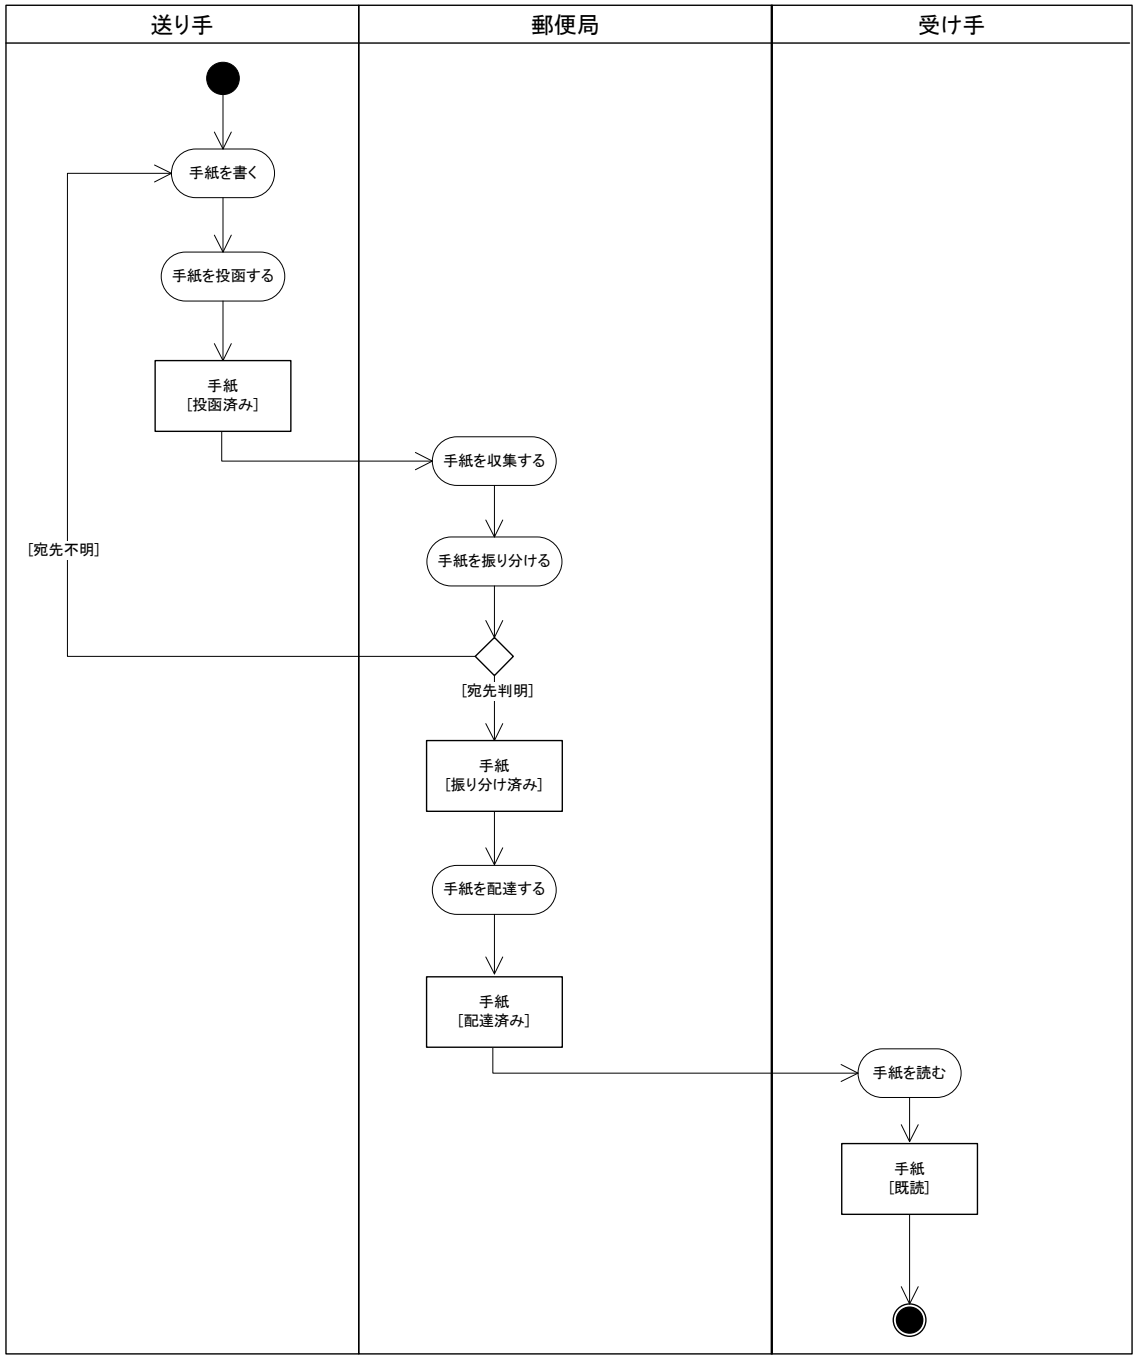 送り手
郵便局
受け手
手紙を書く
手紙を投函する
手紙
[投函済み]
手紙を収集する
[宛先不明]
手紙を振り分ける
[宛先判明]
手紙
[振り分け済み]
手紙を配達する
手紙
[配達済み]
手紙を読む
手紙
[既読]